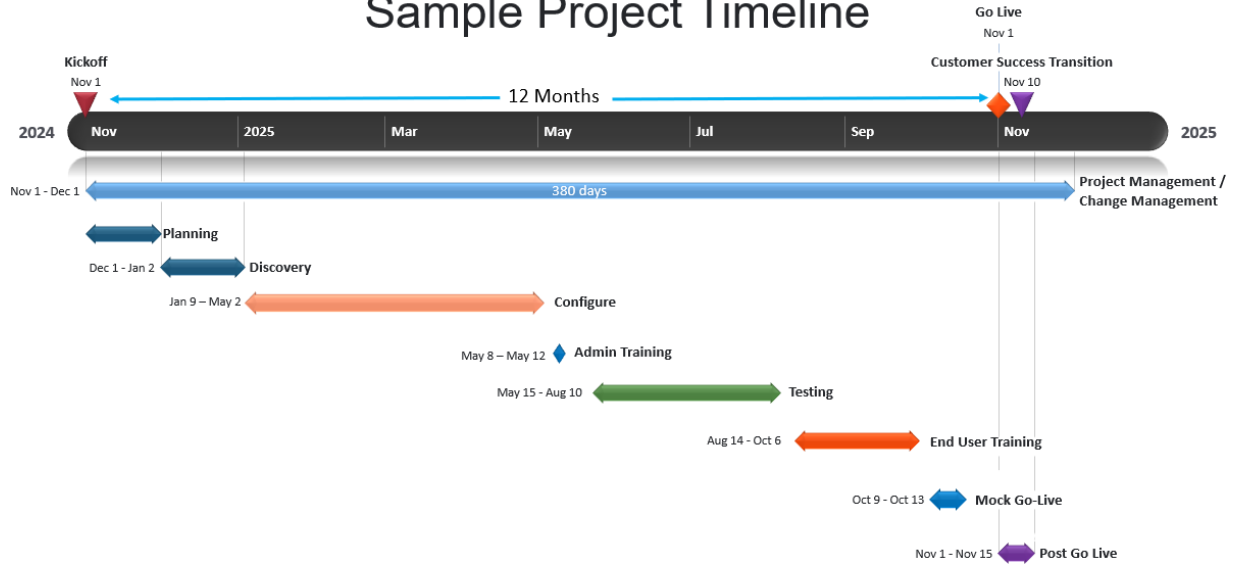 Sample Project Timeline
Go Live
Nov 1
Kickoff
Nov 1
Customer Success Transition
Nov 10
12 Months
2024
Nov
2025
Mar
May
Jul
Sep
Nov
2025
Nov 1 - Dec 1
380 days
Project Management /
Change Management
Planning
Dec 1 - Jan 2
Discovery
Jan 9 – May 2
Configure
May 8 – May 12
Admin Training
May 15 - Aug 10
Testing
Aug 14 - Oct 6
End User Training
Oct 9 - Oct 13
Mock Go-Live
Nov 1 - Nov 15
Post Go Live